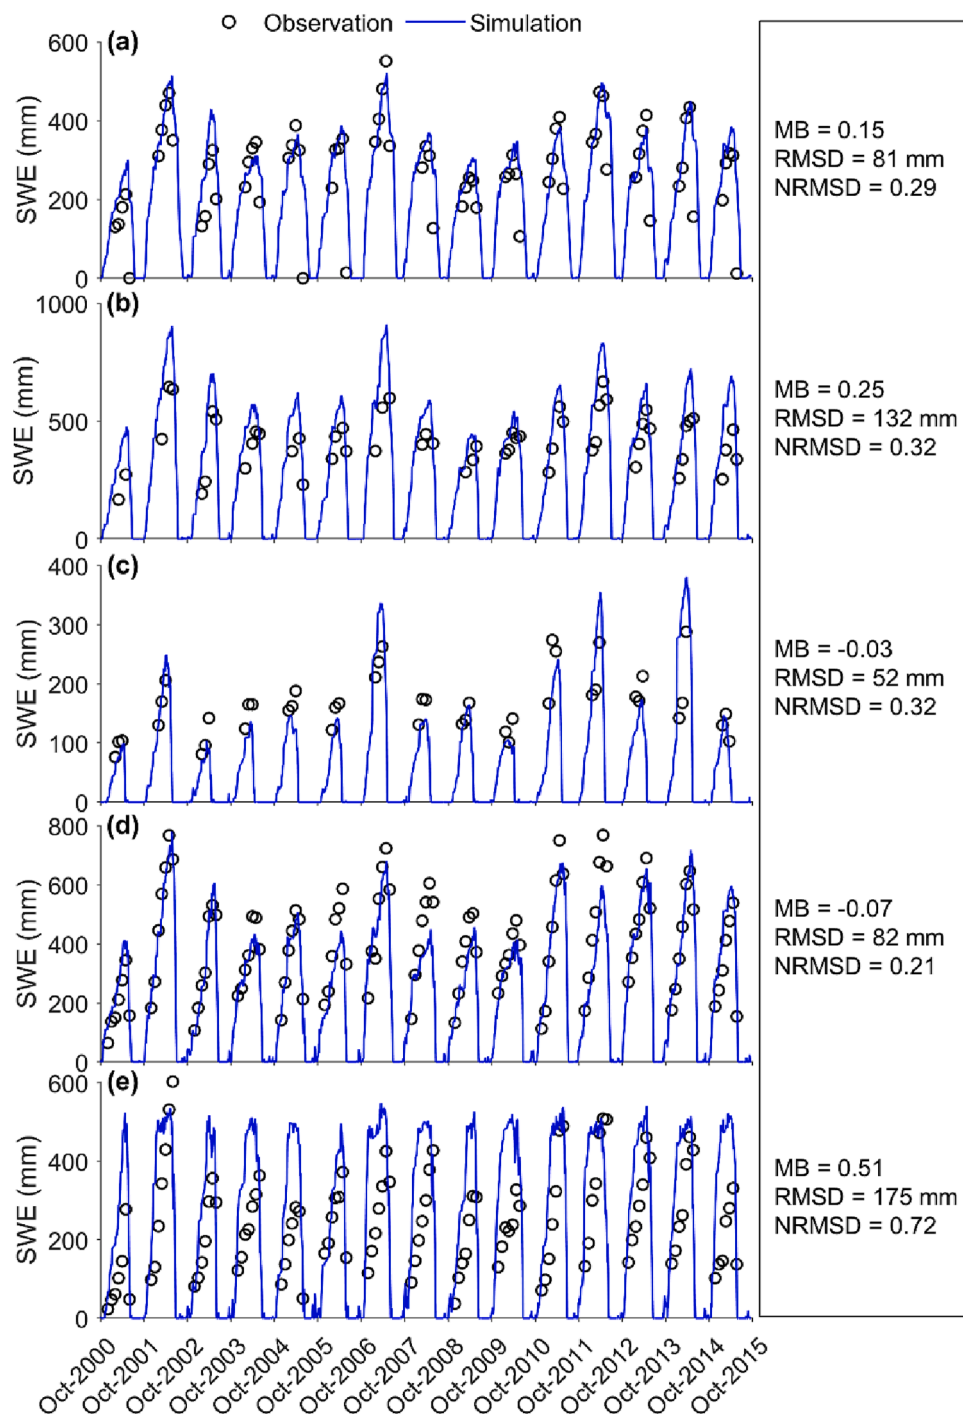 Observation Simulation
(a)
600
400
200
0
SWE (mm)
MB = 0.15
RMSD = 81 mm
NRMSD = 0.29
(b)
1000
500
0
SWE (mm)
MB = 0.25
RMSD = 132 mm
NRMSD = 0.32
(c)
400
300
200
100
0
SWE (mm)
MB = -0.03
RMSD = 52 mm
NRMSD = 0.32
(d)
800
600
400
200
0
SWE (mm)
MB = -0.07
RMSD = 82 mm
NRMSD = 0.21
(e)
600
400
200
0
SWE (mm)
MB = 0.51
RMSD = 175 mm
NRMSD = 0.72
Oct-2000
Oct-2001
Oct-2002
Oct-2003
Oct-2004
Oct-2005
Oct-2006
Oct-2007
Oct-2008
Oct-2009
Oct-2010
Oct-2011
Oct-2012
Oct-2013
Oct-2014
Oct-2015